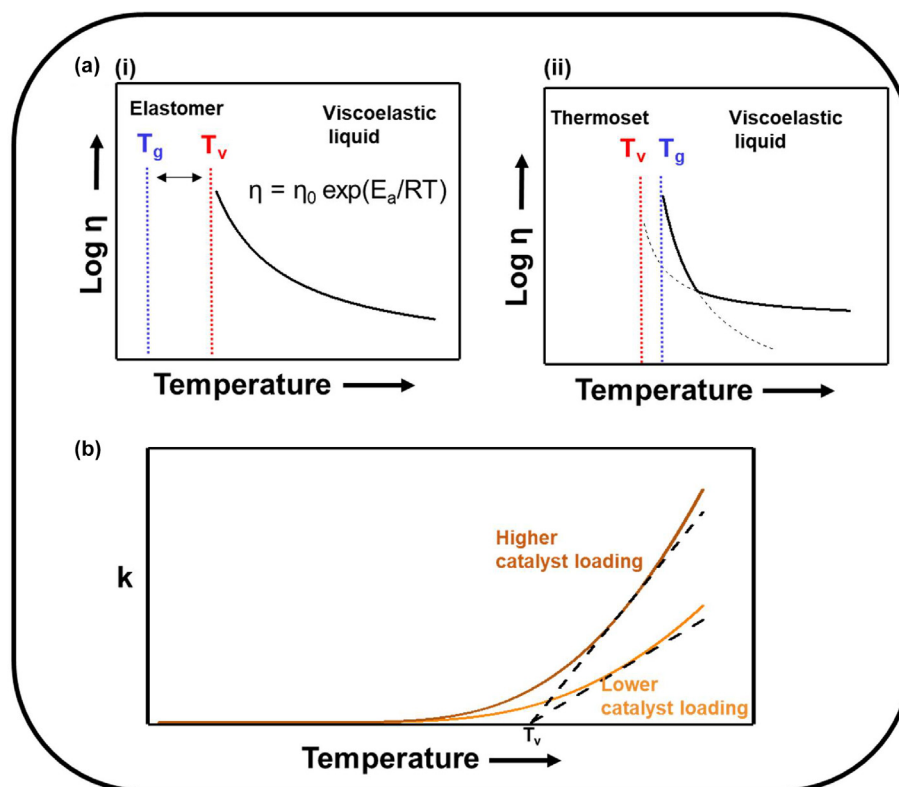 (a) (i)
Elastomer
Viscoelastic
liquid
Tg
Tv
η = η0 exp(Ea/RT)
Log η
Temperature
(ii)
Thermoset
Viscoelastic
liquid
Tv
Tg
Log η
Temperature
(b)
Higher
catalyst loading
k
Lower
catalyst loading
Tv
Temperature